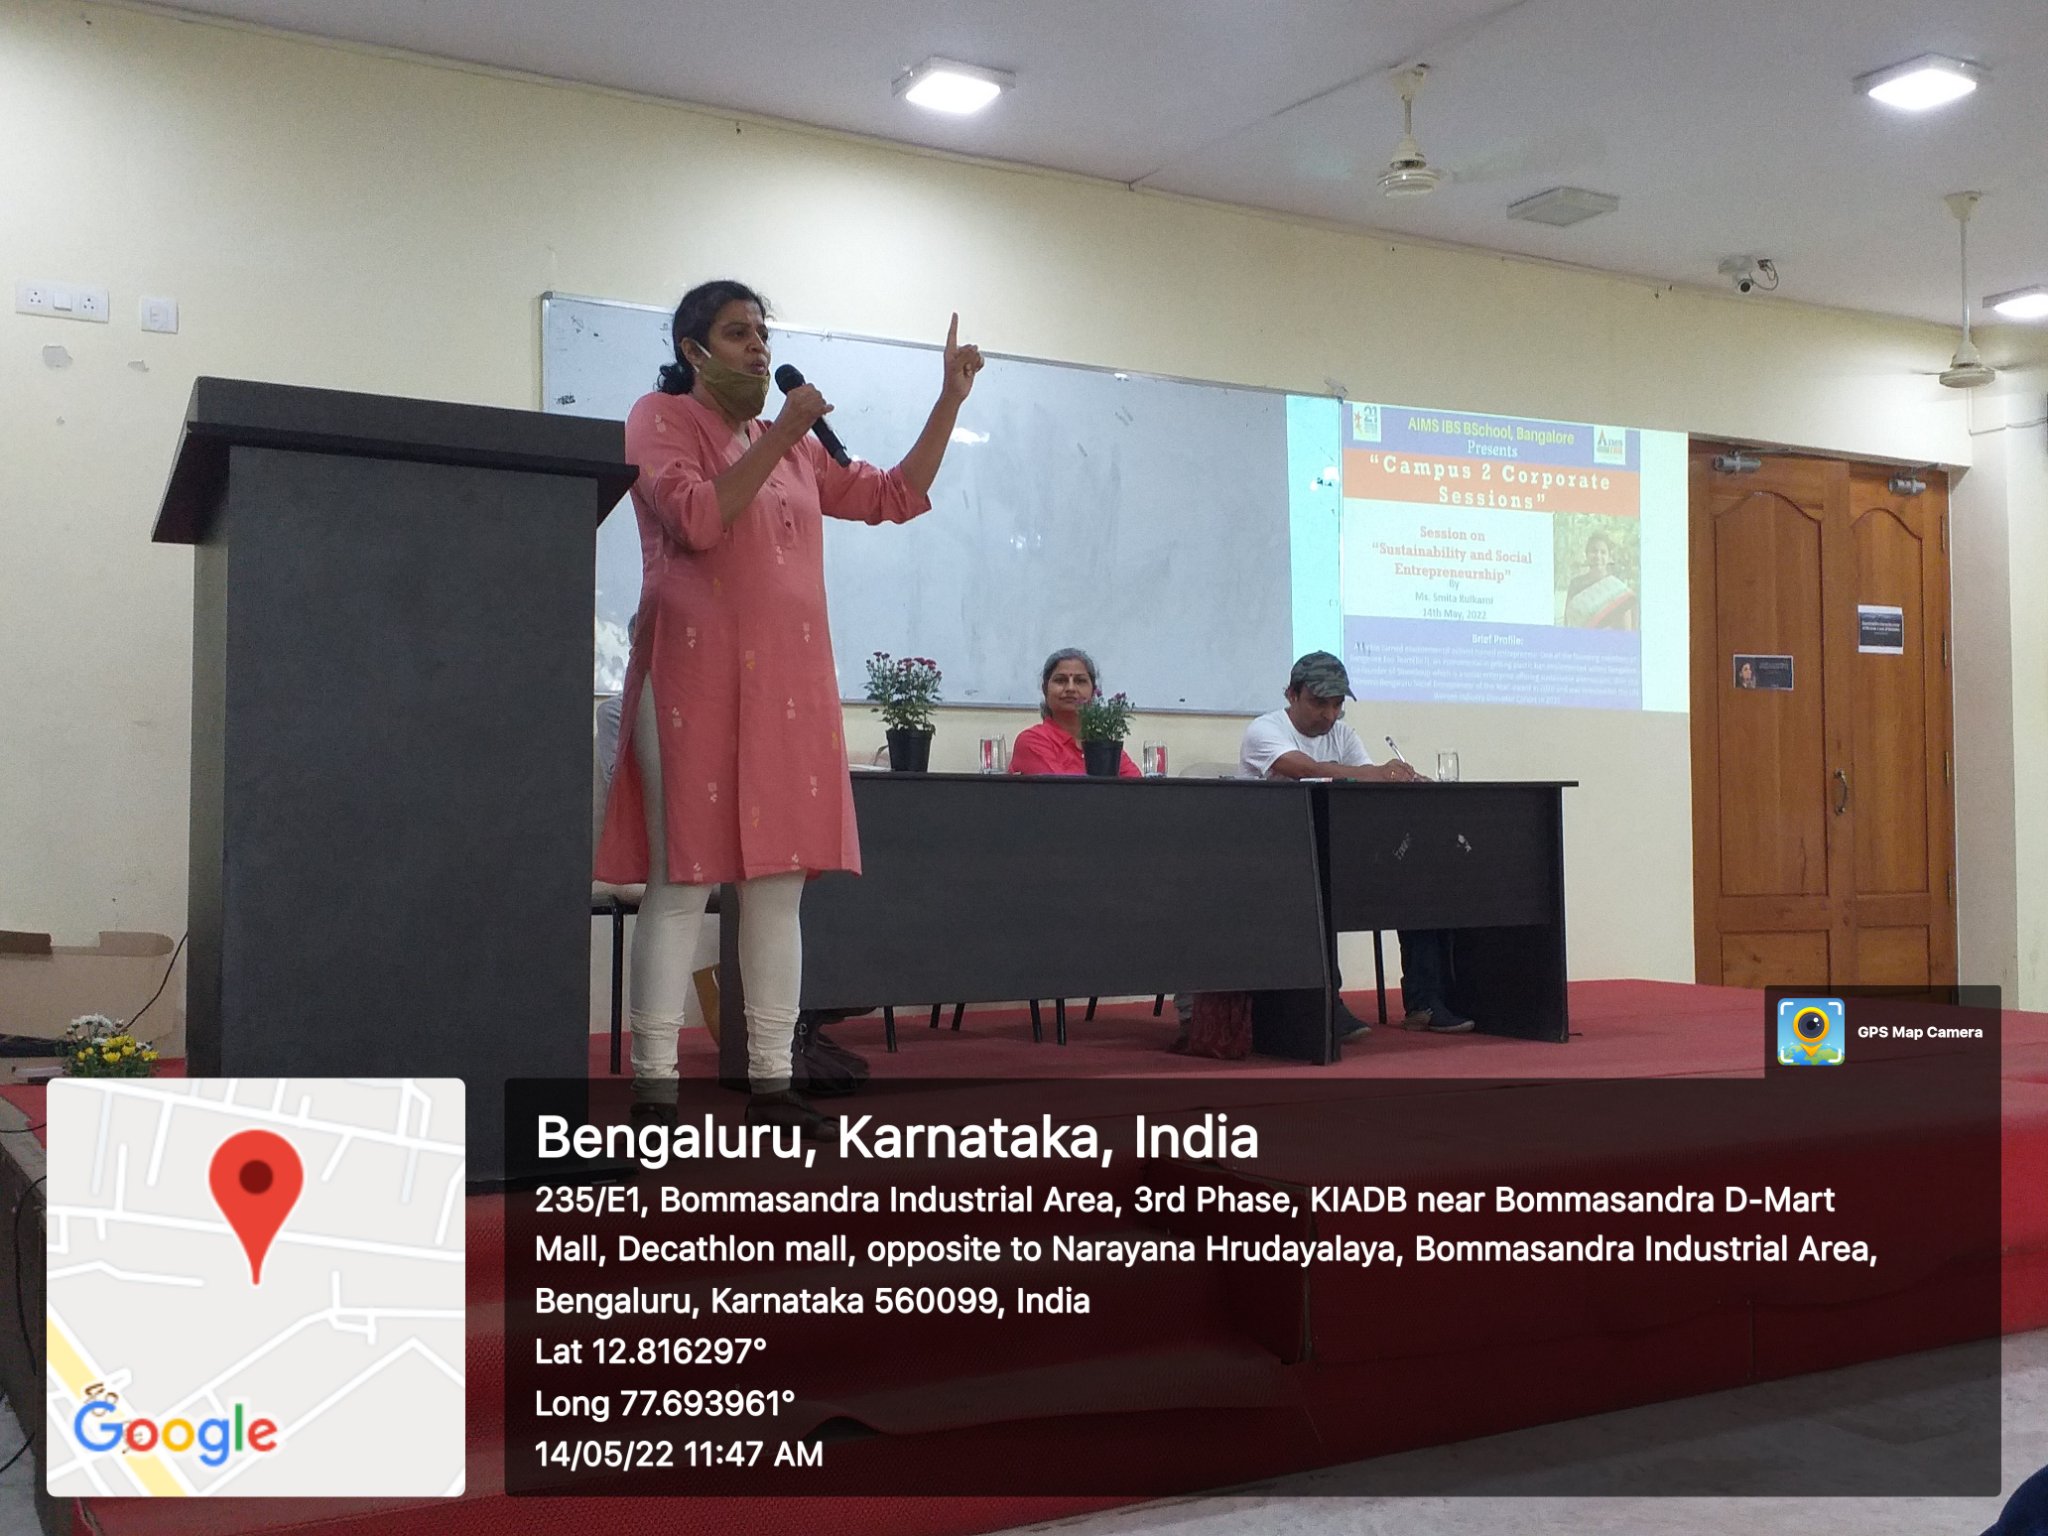 21
AIMS IBS BSchool, Bangalore
Presents
"Campus 2 Corporate
Sessions"
Session on
"Sustainability and Social
Entrepreneurship"
By
Ms. Smita Kulkarni
14th May, 2022
Brief Profile:
GPS Map Camera
Bengaluru, Karnataka, India
235/E1, Bommasandra Industrial Area, 3rd Phase, KIADB near Bommasandra D-Mart
Mall, Decathlon mall, opposite to Narayana Hrudayalaya, Bommasandra Industrial Area,
Bengaluru, Karnataka 560099, India
Lat 12.816297°
Long 77.693961°
14/05/22 11:47 AM
Google